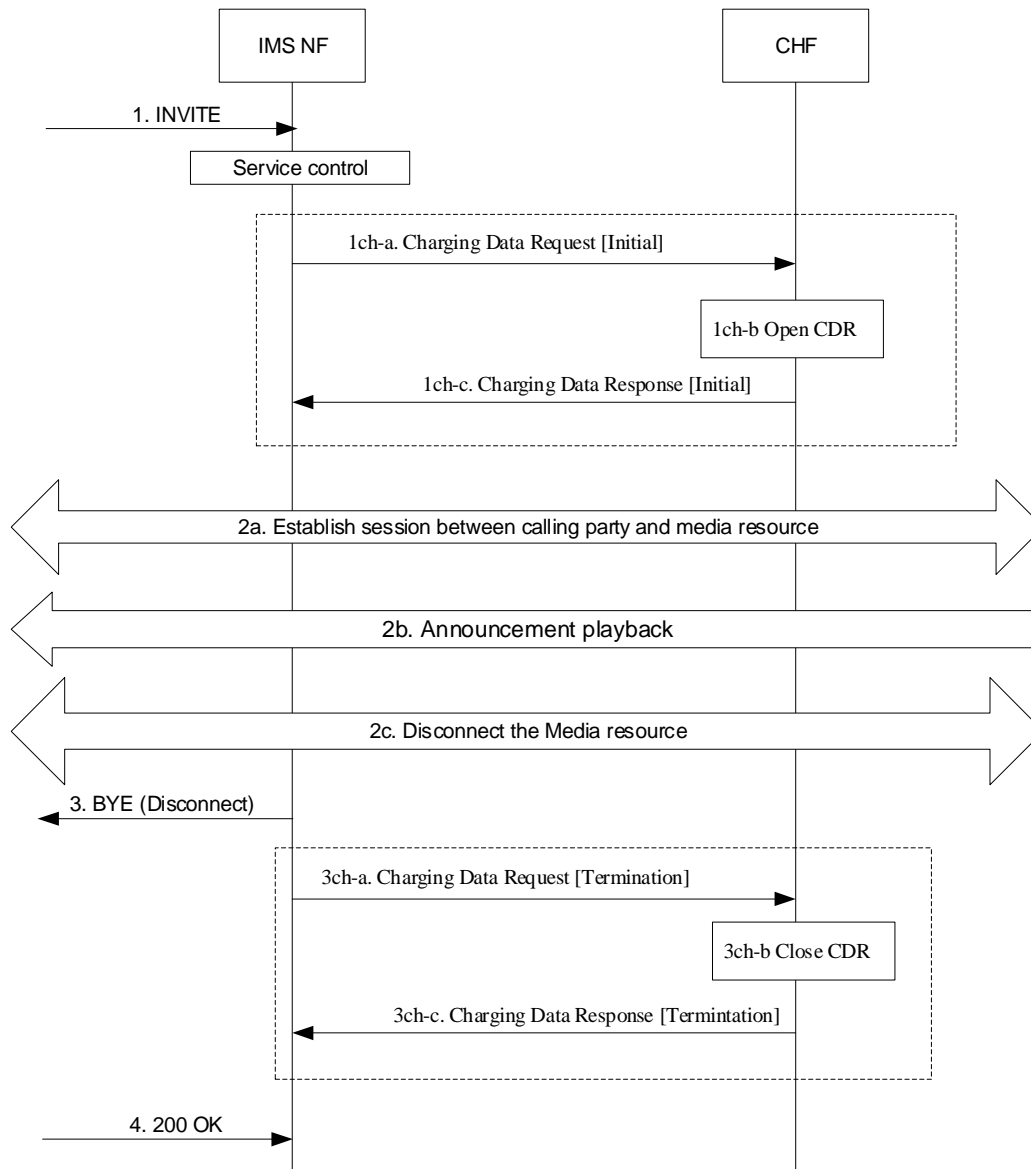 IMS NF
CHF
1. INVITE
Service control
1ch-a. Charging Data Request [Initial]
1ch-b Open CDR
1ch-c. Charging Data Response [Initial]
2a. Establish session between calling party and media resource
2b. Announcement playback
2c. Disconnect the Media resource
3. BYE (Disconnect)
3ch-a. Charging Data Request [Termination]
3ch-b Close CDR
3ch-c. Charging Data Response [Termintation]
4. 200 OK